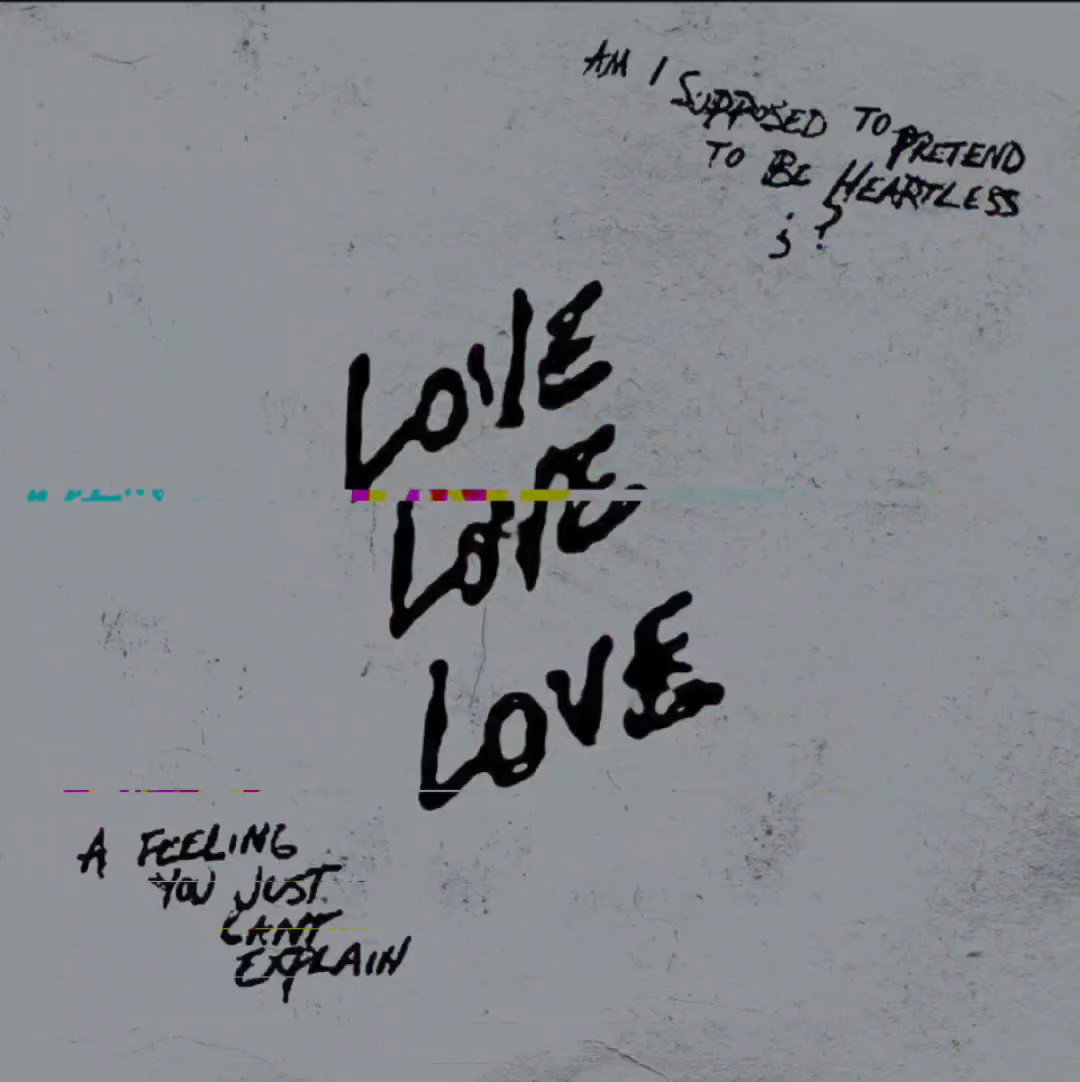 AM I SUPPOSED TO PRETEND
TO BE HEARTLESS
;?
LOVE
LOVE
LOVE
A FEELING
YOU JUST
CANT
EXPLAIN